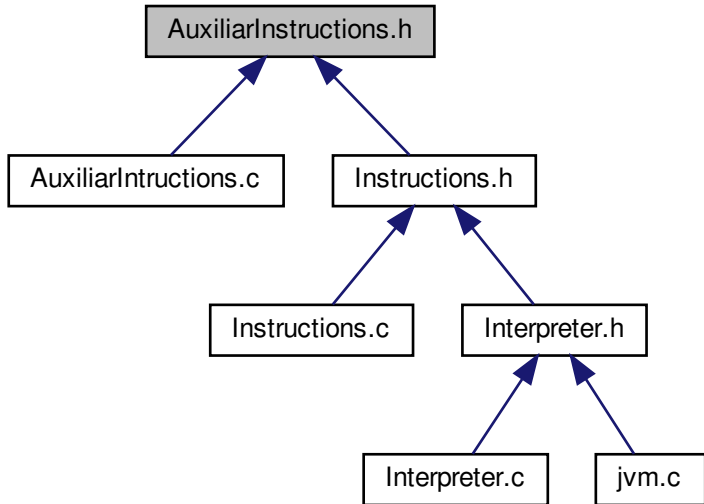 AuxiliarInstructions.h
AuxiliarIntructions.c
Instructions.h
Instructions.c
Interpreter.h
Interpreter.c
jvm.c